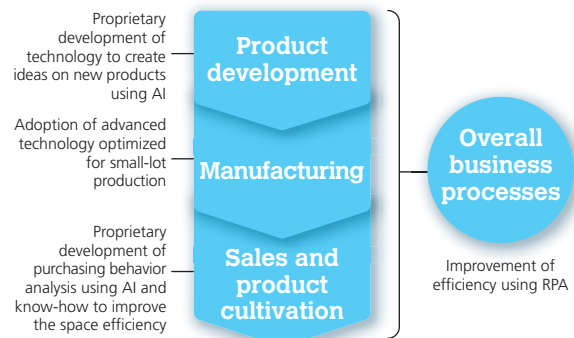 Proprietary
development of
technology to create
ideas on new products
using AI
Product
development
Adoption of advanced
technology optimized
for small-lot
production
Manufacturing
Proprietary
development of
purchasing behavior
analysis using AI and
know-how to improve
the space efficiency
Sales and
product
cultivation
Overall
business
processes
Improvement of
efficiency using RPA